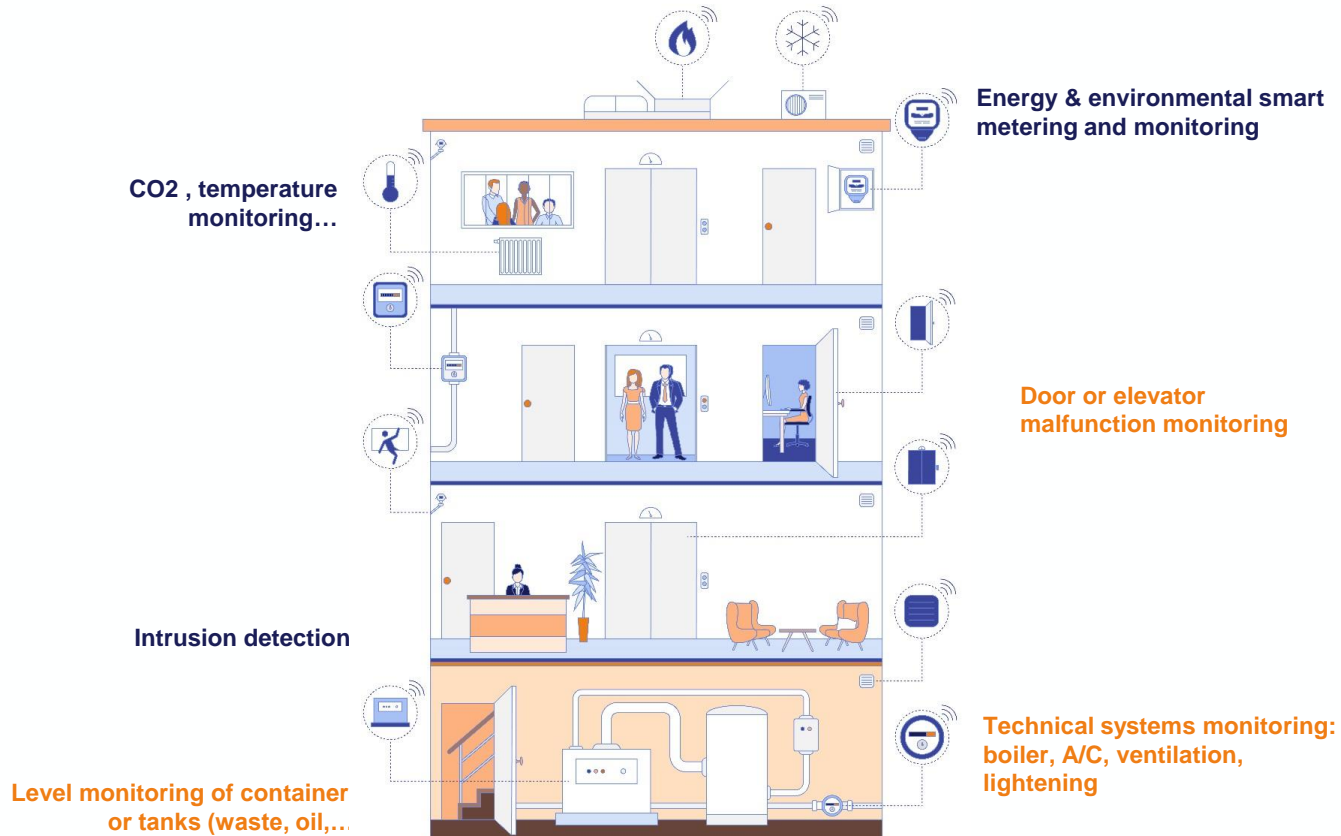 Energy & environmental smart
metering and monitoring
CO2 , temperature
monitoring…
Door or elevator
malfunction monitoring
Intrusion detection
Technical systems monitoring:
boiler, A/C, ventilation,
lightening
Level monitoring of container
or tanks (waste, oil,…